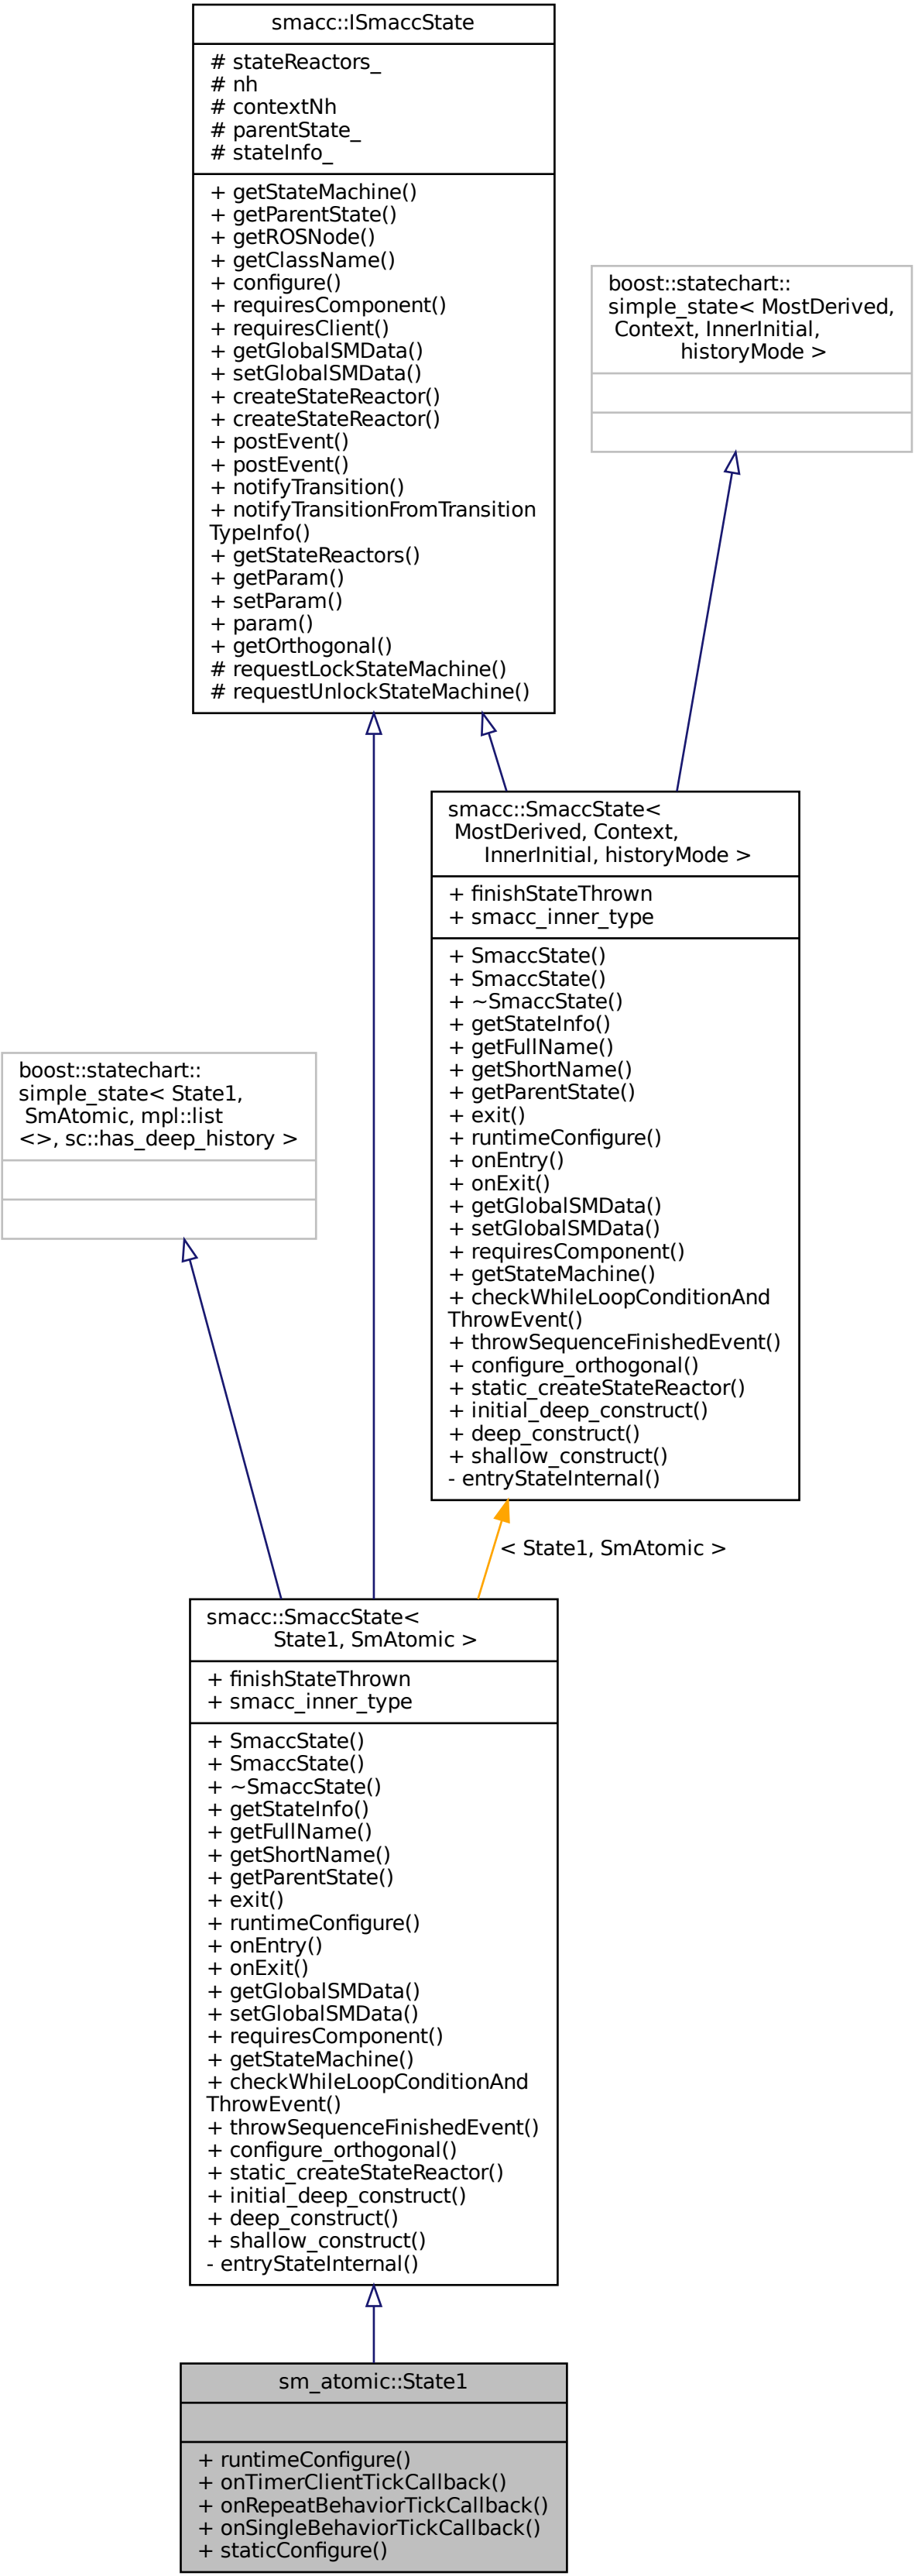 smacc::ISmaccState
# stateReactors_
# nh
# contextNh
# parentState_
# stateInfo_
+ getStateMachine()
+ getParentState()
+ getROSNode()
+ getClassName()
+ configure()
+ requiresComponent()
+ requiresClient()
+ getGlobalSMData()
+ setGlobalSMData()
+ createStateReactor()
+ createStateReactor()
+ postEvent()
+ postEvent()
+ notifyTransition()
+ notifyTransitionFromTransition
TypeInfo()
+ getStateReactors()
+ getParam()
+ setParam()
+ param()
+ getOrthogonal()
# requestLockStateMachine()
# requestUnlockStateMachine()
boost::statechart::
simple_state< MostDerived,
Context, InnerInitial,
historyMode >
smacc::SmaccState<
MostDerived, Context,
InnerInitial, historyMode >
+ finishStateThrown
+ smacc_inner_type
+ SmaccState()
+ SmaccState()
+ ~SmaccState()
+ getStateInfo()
+ getFullName()
+ getShortName()
+ getParentState()
+ exit()
+ runtimeConfigure()
+ onEntry()
+ onExit()
+ getGlobalSMData()
+ setGlobalSMData()
+ requiresComponent()
+ getStateMachine()
+ checkWhileLoopConditionAnd
ThrowEvent()
+ throwSequenceFinishedEvent()
+ configure_orthogonal()
+ static_createStateReactor()
+ initial_deep_construct()
+ deep_construct()
+ shallow_construct()
- entryStateInternal()
boost::statechart::
simple_state< State1,
SmAtomic, mpl::list
<>, sc::has_deep_history >
< State1, SmAtomic >
smacc::SmaccState<
State1, SmAtomic >
+ finishStateThrown
+ smacc_inner_type
+ SmaccState()
+ SmaccState()
+ ~SmaccState()
+ getStateInfo()
+ getFullName()
+ getShortName()
+ getParentState()
+ exit()
+ runtimeConfigure()
+ onEntry()
+ onExit()
+ getGlobalSMData()
+ setGlobalSMData()
+ requiresComponent()
+ getStateMachine()
+ checkWhileLoopConditionAnd
ThrowEvent()
+ throwSequenceFinishedEvent()
+ configure_orthogonal()
+ static_createStateReactor()
+ initial_deep_construct()
+ deep_construct()
+ shallow_construct()
- entryStateInternal()
sm_atomic::State1
+ runtimeConfigure()
+ onTimerClientTickCallback()
+ onRepeatBehaviorTickCallback()
+ onSingleBehaviorTickCallback()
+ staticConfigure()